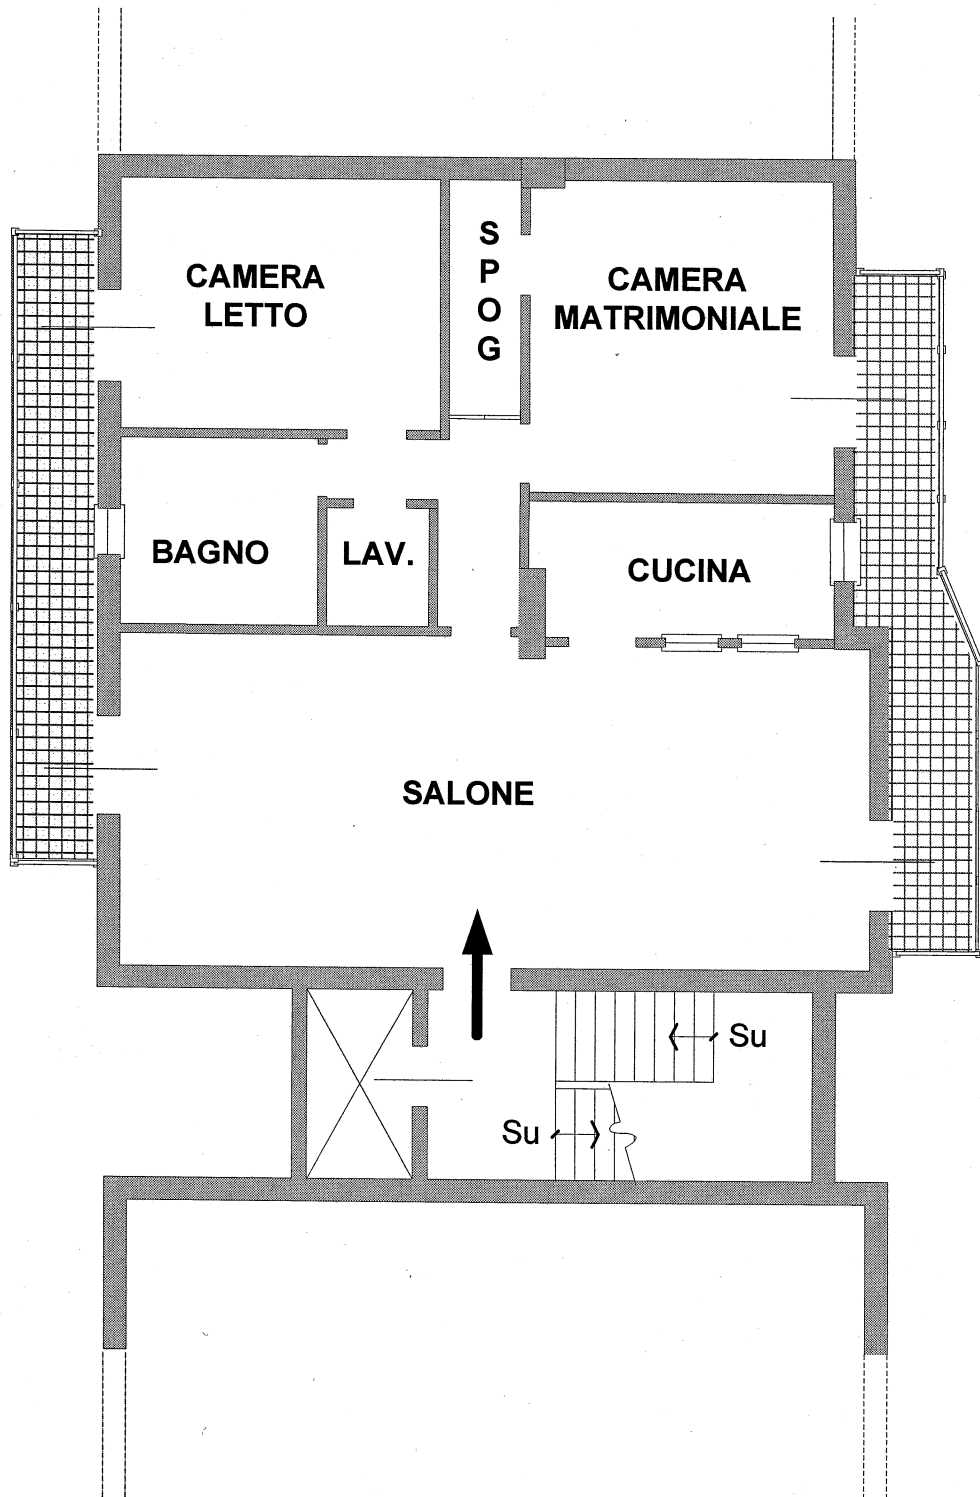 CAMERA
LETTO
S
P
O
G
CAMERA
MATRIMONIALE
BAGNO
LAV.
CUCINA
SALONE
Su
Su